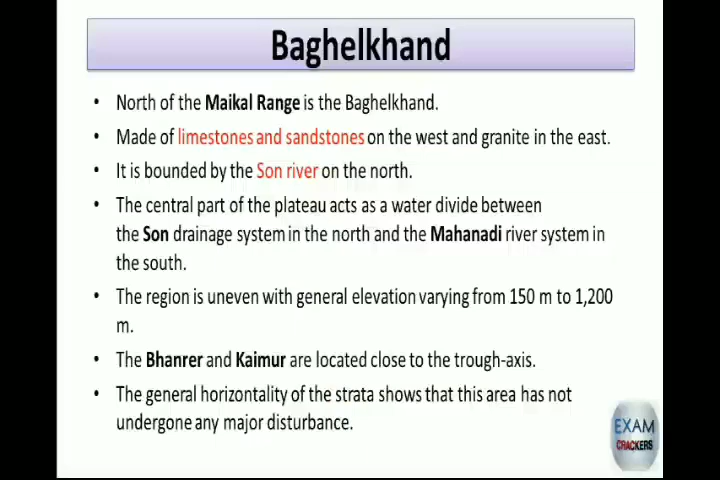 Baghelkhand
• North of the Maikal Range is the Baghelkhand.
• Made of limestones and sandstones on the west and granite in the east.
• It is bounded by the Son river on the north.
• The central part of the plateau acts as a water divide between
the Son drainage system in the north and the Mahanadi river system in
the south.
• The region is uneven with general elevation varying from 150 m to 1,200
m.
• The Bhanrer and Kaimur are located close to the trough-axis.
• The general horizontality of the strata shows that this area has not
undergone any major disturbance.
EXAM
CRACKERS